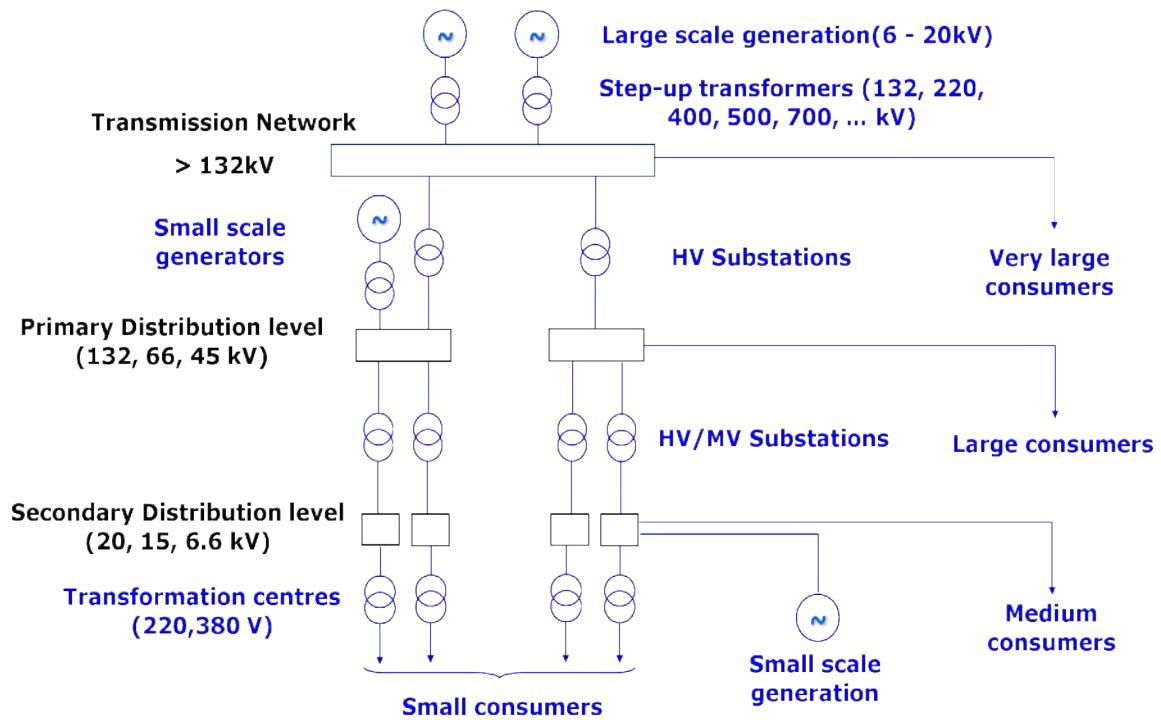 Large scale generation(6 - 20kV)
Step-up transformers (132, 220,
400, 500, 700, ... kV)
Transmission Network
> 132kV
Small scale
generators
HV Substations
Very large
consumers
Primary Distribution level
(132, 66, 45 kV)
HV/MV Substations
Large consumers
Secondary Distribution level
(20, 15, 6.6 kV)
Transformation centres
(220,380 V)
Medium
consumers
Small scale
generation
Small consumers